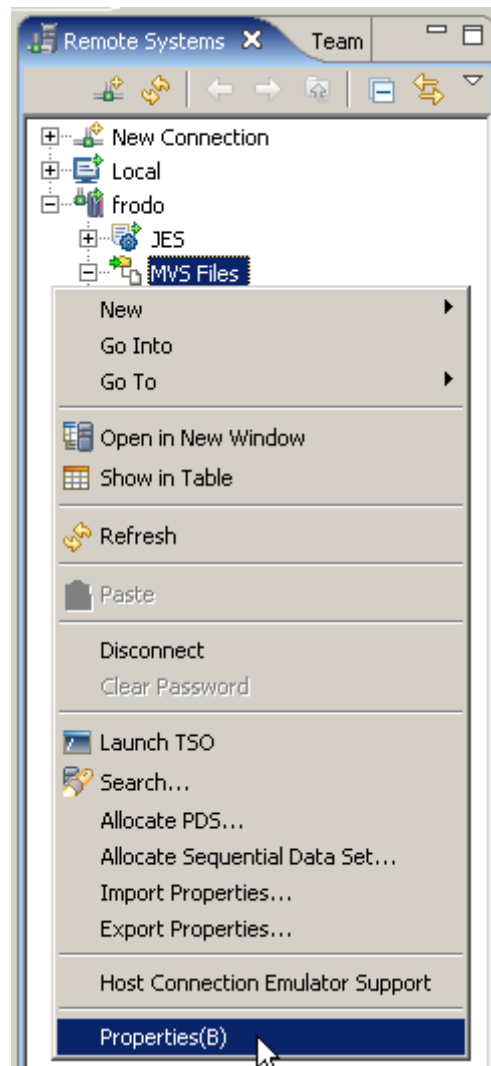 Remote Systems Team
New Connection
Local
frodo
JES
MVS Files
New
Go Into
Go To
Open in New Window
Show in Table
Refresh
Paste
Disconnect
Clear Password
Launch TSO
Search...
Allocate PDS...
Allocate Sequential Data Set...
Import Properties...
Export Properties...
Host Connection Emulator Support
Properties(B)